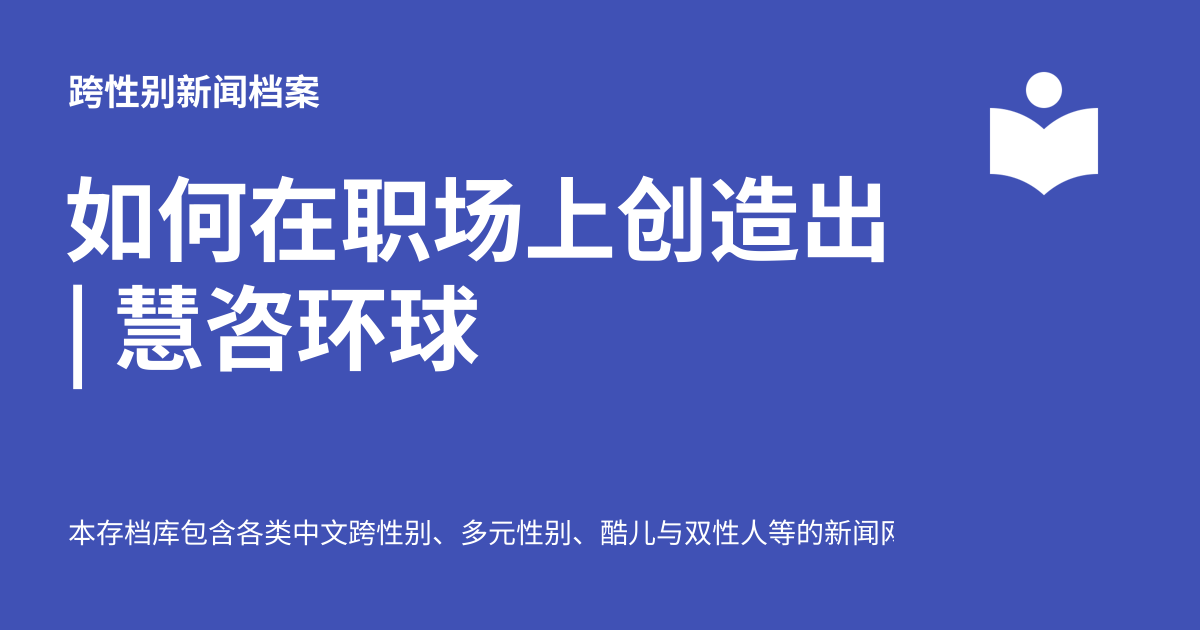 跨性别新闻档案
如何在职场上创造出
| 慧咨环球
本存档库包含各类中文跨性别、多元性别、酷儿与双性人等的新闻